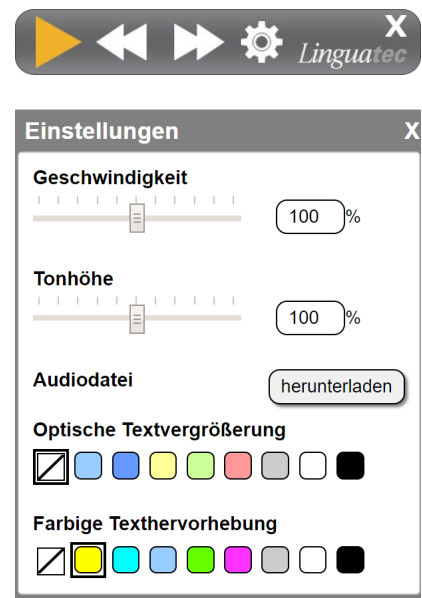 X
Linguatec
Einstellungen X
Geschwindigkeit
100 %
Tonhöhe
100 %
Audiodatei herunterladen
Optische Textvergrößerung
Farbige Texthervorhebung